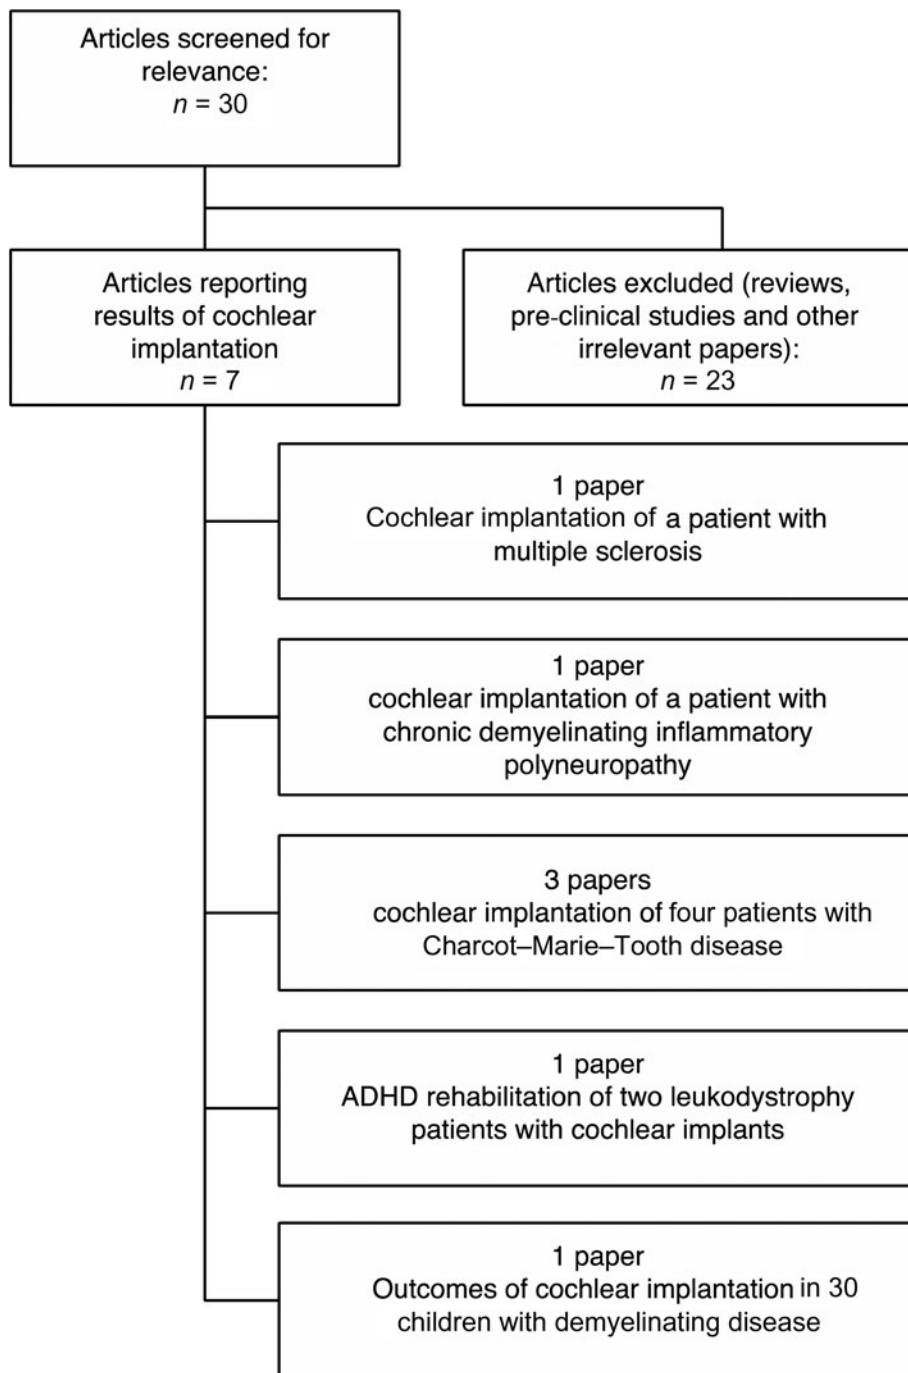 Articles screened for
relevance:
n = 30
Articles reporting
results of cochlear
implantation
n = 7
Articles excluded (reviews,
pre-clinical studies and other
irrelevant papers):
n = 23
1 paper
Cochlear implantation of a patient with
multiple sclerosis
1 paper
cochlear implantation of a patient with
chronic demyelinating inflammatory
polyneuropathy
3 papers
cochlear implantation of four patients with
Charcot–Marie–Tooth disease
1 paper
ADHD rehabilitation of two leukodystrophy
patients with cochlear implants
1 paper
Outcomes of cochlear implantation in 30
children with demyelinating disease